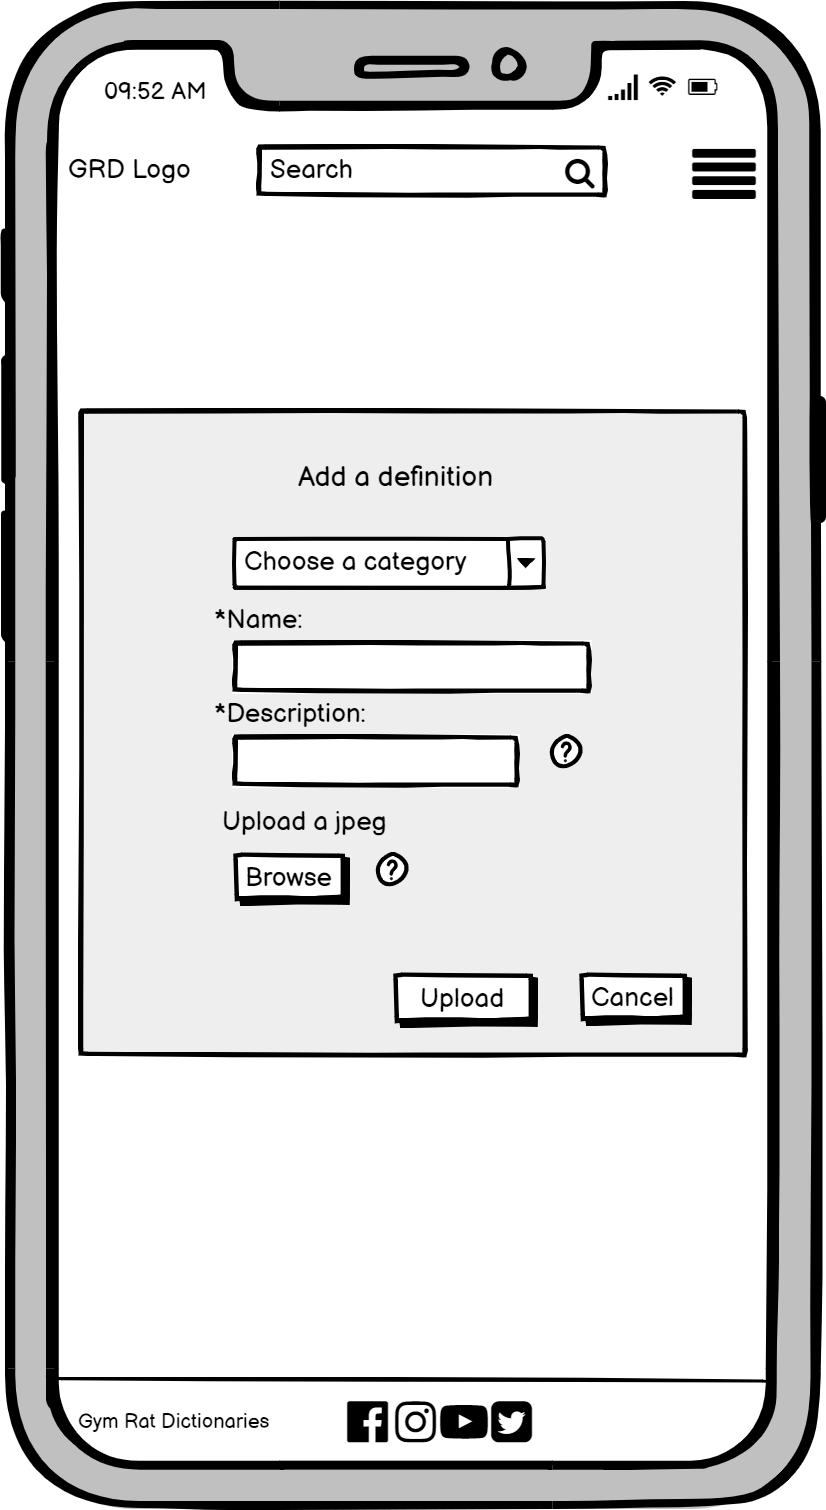 09:52 AM
GRD Logo
Search
Add a definition
Choose a category
*Name:
*Description:
?
Upload a jpeg
Browse
?
Upload
Cancel
Gym Rat Dictionaries